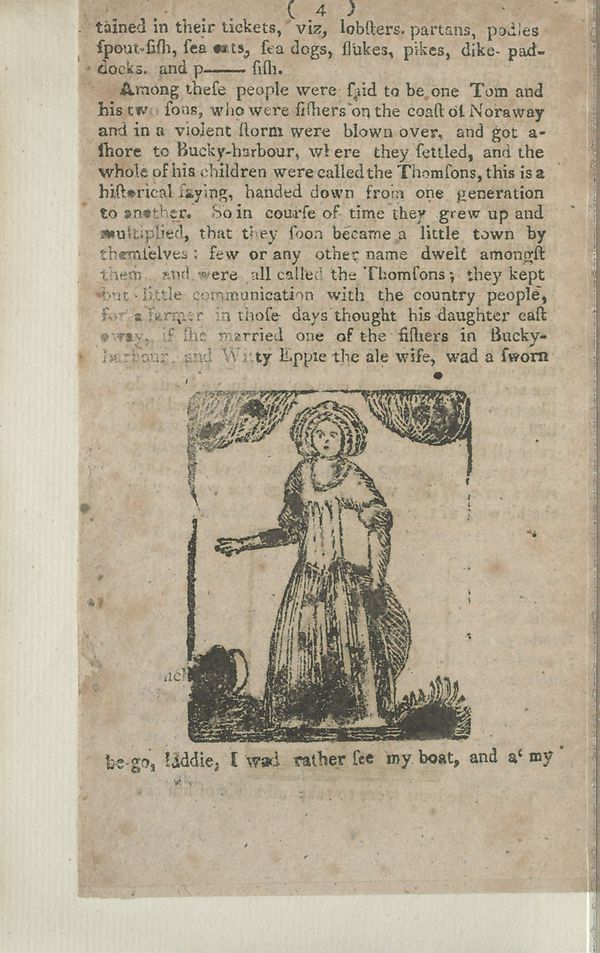 ( 4 )
tained in their tickets, viz, lobſters. partans, podles
ſpout-fiſh, ſea cats, ſea dogs, flukes, pikes, dike- pad-
docks. and p—— fiſh.
Among theſe people were ſaid to be one Tom and
his two ſons, who were fiſhers on the coaſt of Noraway
and in a violent ſtorm were blown over, and got a-
ſhore to Bucky-harbour, where they ſettled, and the
whole of his children were called the Thomſons, this is a
hiſtorical ſaying, handed down from one generation
to another. So in courſe of time they grew up and
multiplied, that they ſoon became a little town by
themſelves: few or any other name dwelt amongſt
them and were all called the Thomſons; they kept
but little communication with the country people,
for a farmer in thoſe days thought his daughter caſt
away, if ſhe married one of the fiſhers in Bucky-
harbour. and Witty Eppie the ale wife, wad a ſworn
be-go, laddie, I wad rather ſee my boat, and a' my